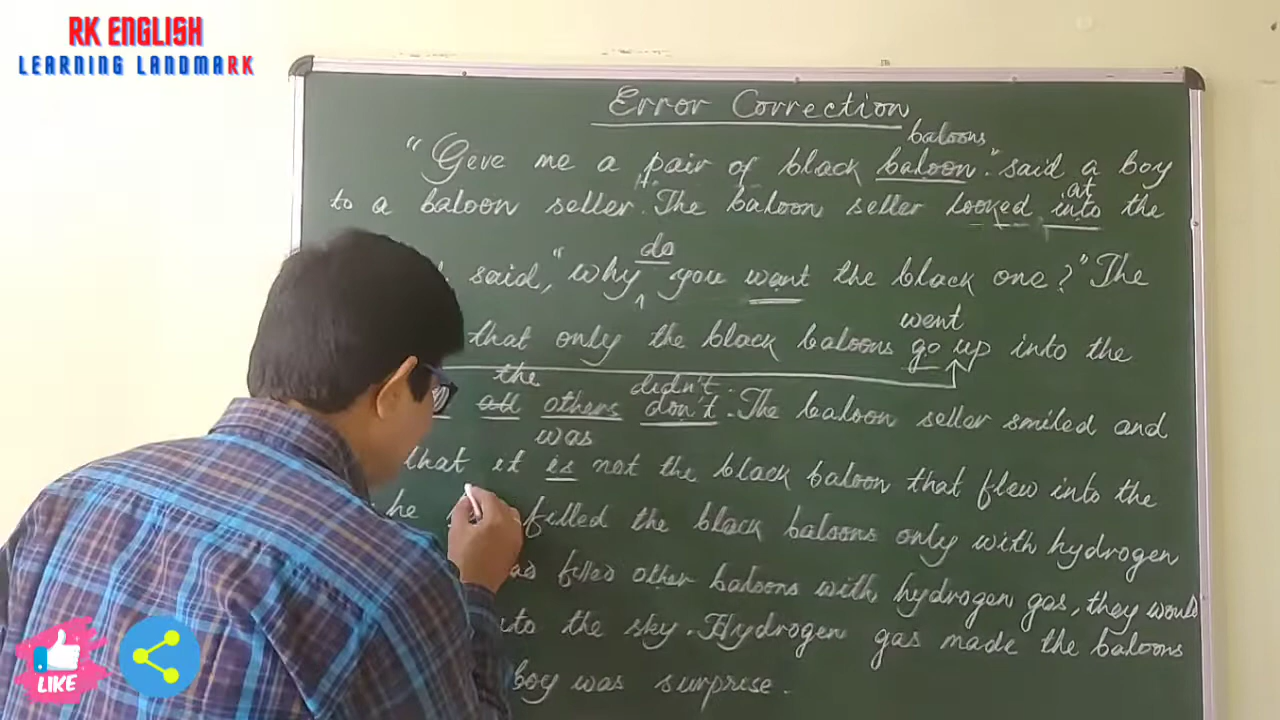 RK ENGLISH
LEARNING LANDMARK
Error Correction
baloons
"Geve me a pair of black baloon." said a boy
at
to a baloon seller. The baloon seller looked into the
do
said, "why you want the black one?" The
went
that only the black baloons go up into the
the didn't
all others don't. The baloon seller smiled and
was
that it is not the black baloon that flew into the
he filled the black baloons only with hydrogen
filled other baloons with hydrogen gas, they would
the sky. Hydrogen gas made the baloons
boy was surprise.
LIKE